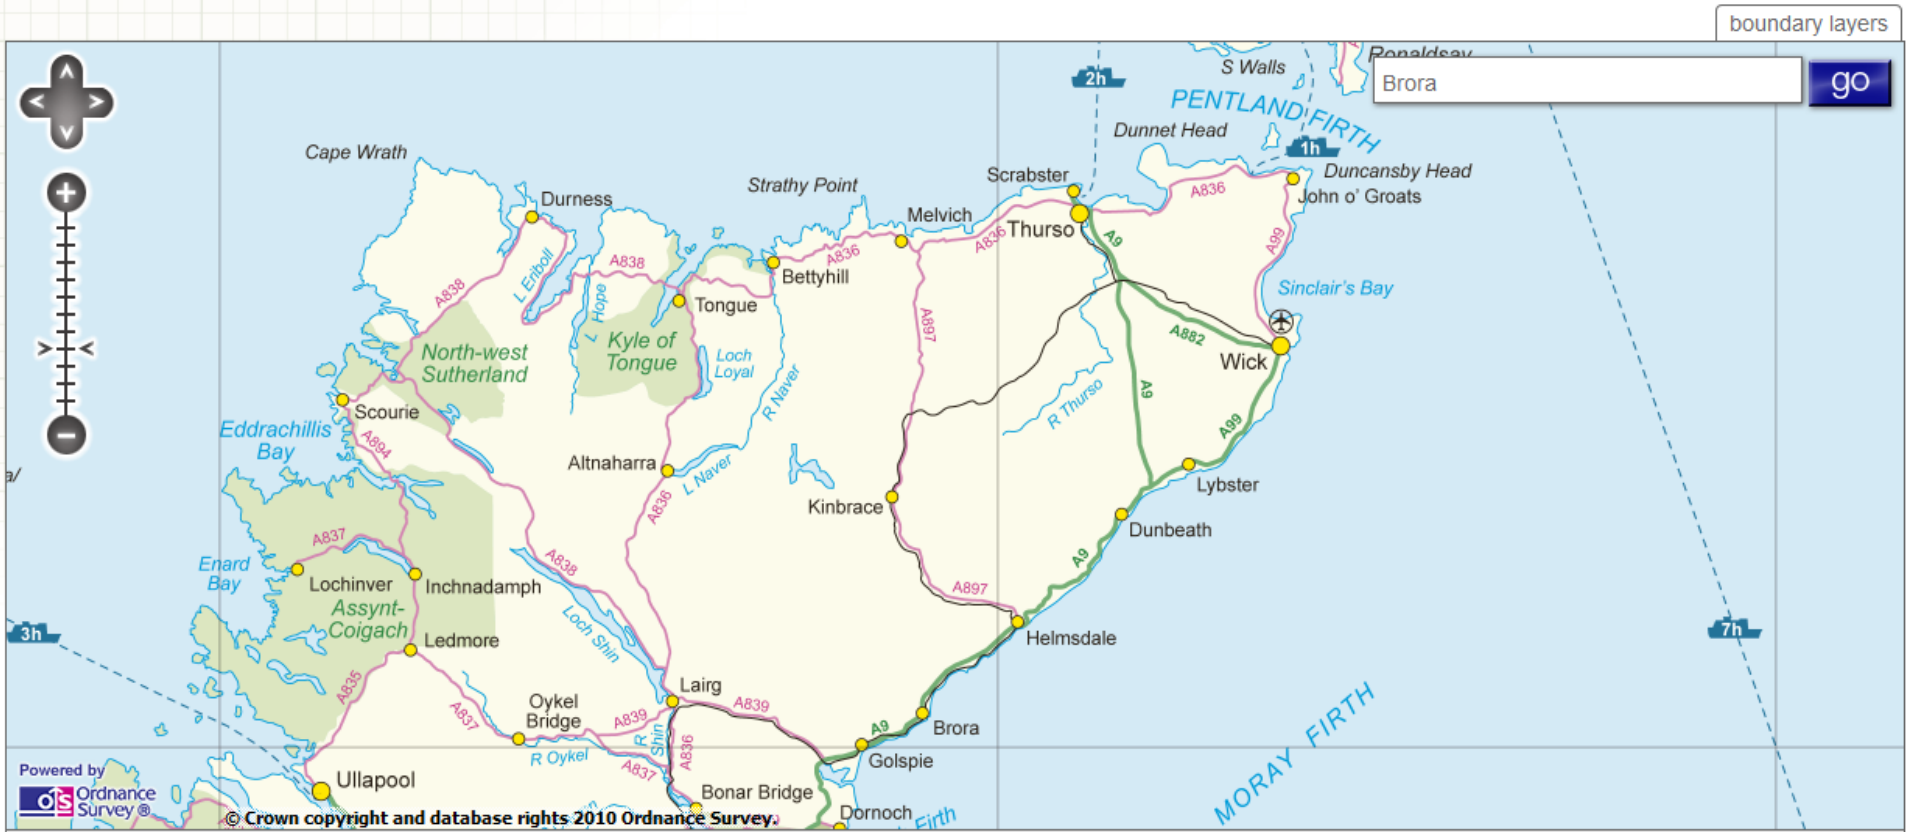 boundary layers
Ronaldsay
S Walls
2h
Brora
go
PENTLAND FIRTH
Dunnet Head
1h
Cape Wrath
Duncansby Head
Scrabster
Strathy Point
A836
John o' Groats
Durness
Melvich
Thurso
A836
A9
A99
A836
L Eriboll
A838
Bettyhill
Sinclair's Bay
A838
L Hope
Tongue
A897
A882
North-west
Sutherland
Kyle of
Tongue
Loch
Loyal
Wick
R Naver
A9
R Thurso
Scourie
Eddrachillis
Bay
A894
A99
Altnaharra
L Naver
Lybster
A836
Kinbrace
Dunbeath
A837
Enard
Bay
A838
A9
Lochinver
Inchnadamph
A897
Assynt-
Coigach
Loch Shin
3h
7h
Ledmore
Helmsdale
A835
Lairg
Oykel
Bridge
A837
A839
A839
MORAY FIRTH
A9
Brora
R
Shin
A836
R Oykel
A837
Golspie
Powered by
Ordnance
Survey ®
OS
Ullapool
Bonar Bridge
Dornoch
Firth
© Crown copyright and database rights 2010 Ordnance Survey.